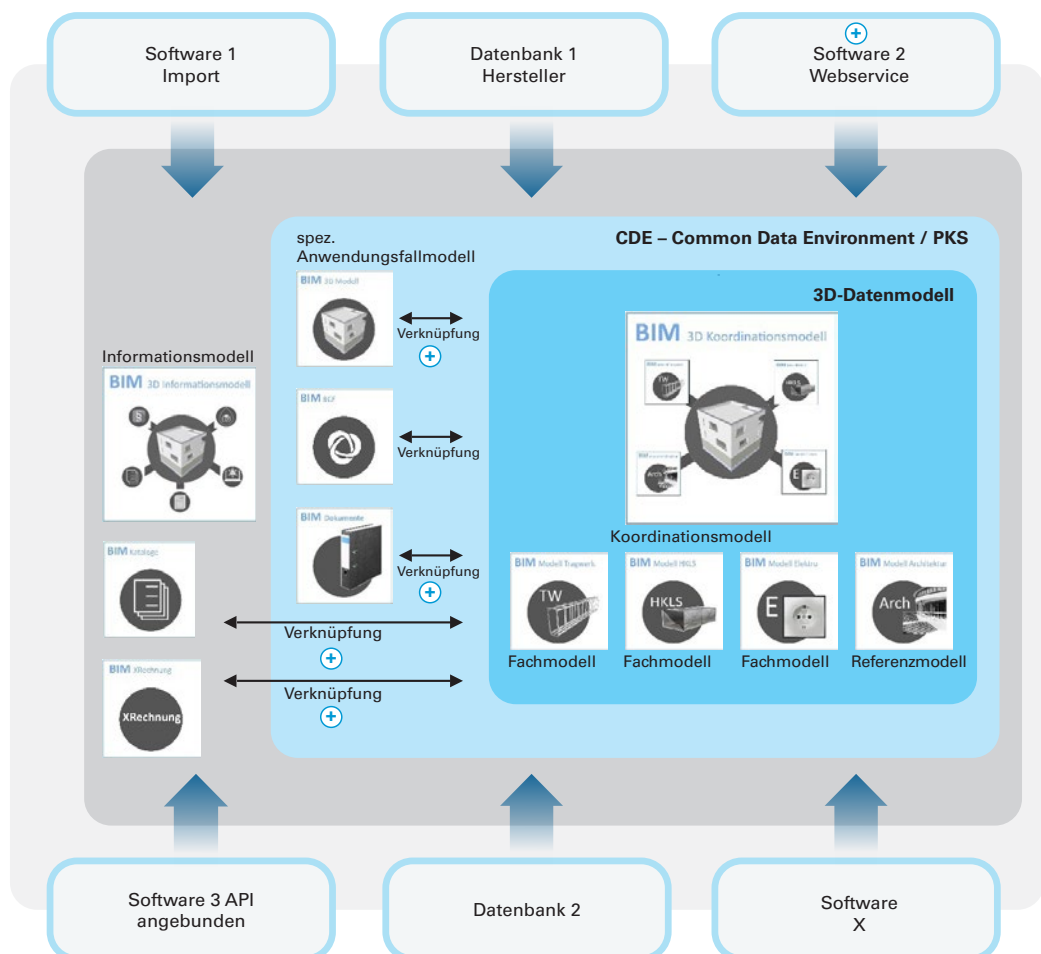 Software 1
Import
Datenbank 1
Hersteller
Software 2
Webservice
CDE – Common Data Environment / PKS
spez.
Anwendungsfallmodell
BIM 3D Modell
Verknüpfung
3D-Datenmodell
BIM 3D Koordinationsmodell
TW
HKLS
Arch
E
Koordinationsmodell
Informationsmodell
BIM 3D Informationsmodell
BIM BCF
Verknüpfung
BIM Dokumente
Verknüpfung
BIM Kataloge
Verknüpfung
BIM XRechnung
XRechnung
Verknüpfung
BIM Modell Tragwerk
TW
Fachmodell
BIM Modell HKLS
HKLS
Fachmodell
BIM Modell Elektro
E
Fachmodell
BIM Modell Architektur
Arch
Referenzmodell
Software 3 API
angebunden
Datenbank 2
Software
X